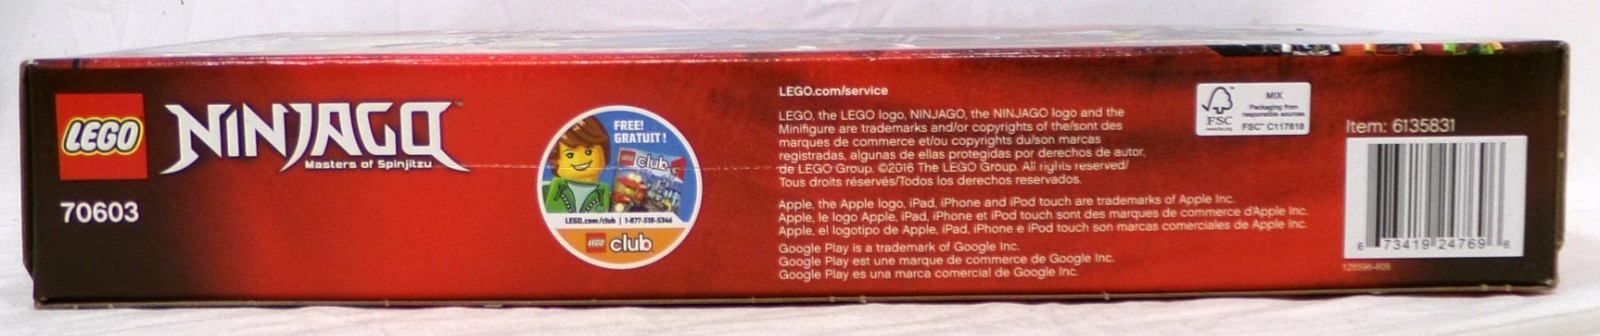 LEGO
NINJAGO™
Masters of Spinjitzu
70603
FREE!
GRATUIT !
LEGO club
LEGO.com/club | 1-877-518-5346
LEGO club
LEGO.com/service
LEGO, the LEGO logo, NINJAGO, the NINJAGO logo and the
Minifigure are trademarks and/or copyrights of the/sont des
marques de commerce et/ou copyrights du/son marcas
registradas, algunas de ellas protegidas por derechos de autor,
de LEGO Group. ©2016 The LEGO Group. All rights reserved/
Tous droits réservés/Todos los derechos reservados.
Apple, the Apple logo, iPad, iPhone and iPod touch are trademarks of Apple Inc.
Apple, le logo Apple, iPad, iPhone et iPod touch sont des marques de commerce d'Apple Inc.
Apple, el logotipo de Apple, iPad, iPhone e iPod touch son marcas comerciales de Apple Inc.
Google Play is a trademark of Google Inc.
Google Play est une marque de commerce de Google Inc.
Google Play es una marca comercial de Google Inc.
FSC
www.fsc.org
MIX
Packaging from
responsible sources
FSC® C117818
Item: 6135831
6 73419 24769 6